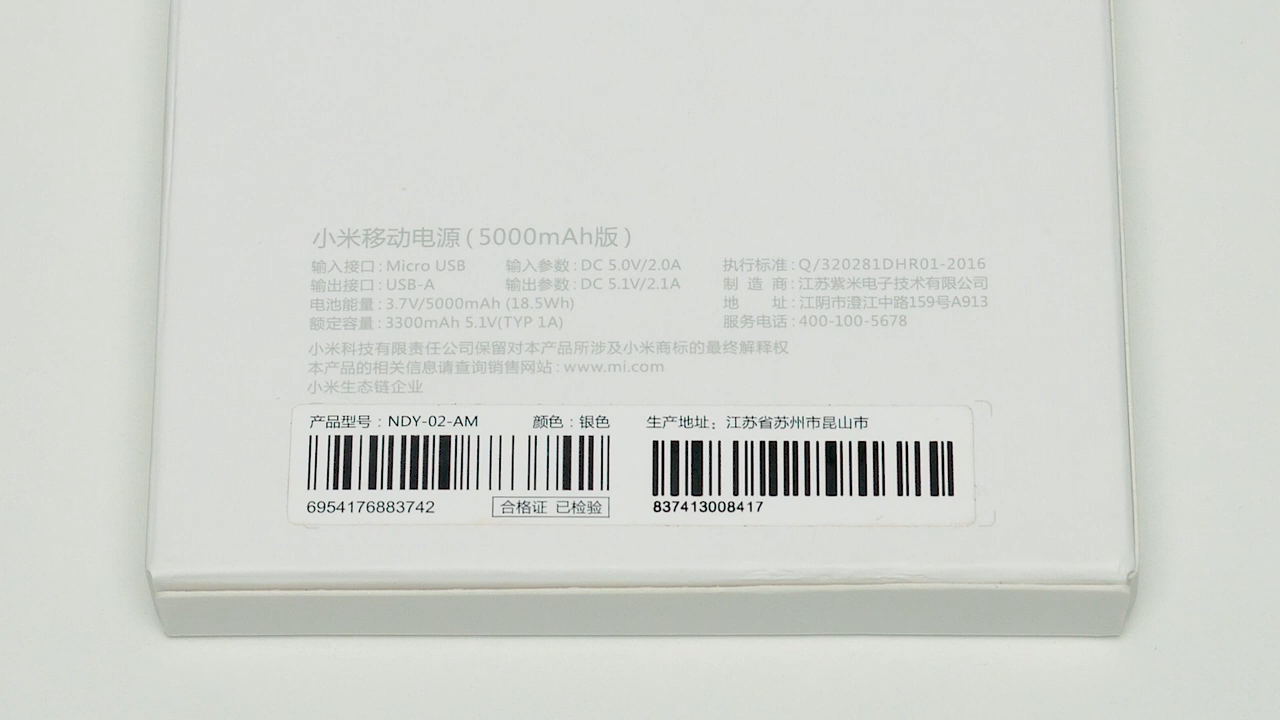 小米移动电源(5000mAh版)
输入接口:Micro USB 输入参数:DC 5.0V/2.0A 执行标准:Q/320281DHR01-2016
输出接口:USB-A 输出参数:DC 5.1V/2.1A 制 造 商:江苏紫米电子技术有限公司
电池能量:3.7V/5000mAh (18.5Wh) 地 址:江阴市澄江中路159号A913
额定容量:3300mAh 5.1V(TYP 1A) 服务电话:400-100-5678
小米科技有限责任公司保留对本产品所涉及小米商标的最终解释权
本产品的相关信息请查询销售网站:www.mi.com
小米生态链企业
产品型号:NDY-02-AM 颜色:银色 生产地址:江苏省苏州市昆山市
6954176883742 合格证 已检验 837413008417